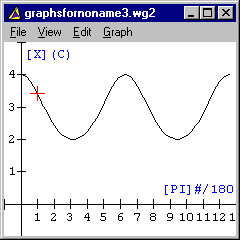 graphsfornoname3.wg2
File View Edit Graph
[X](C)
4
3
2
1
[PI]#/180
1 2 3 4 5 6 7 8 9 10 11 12 1